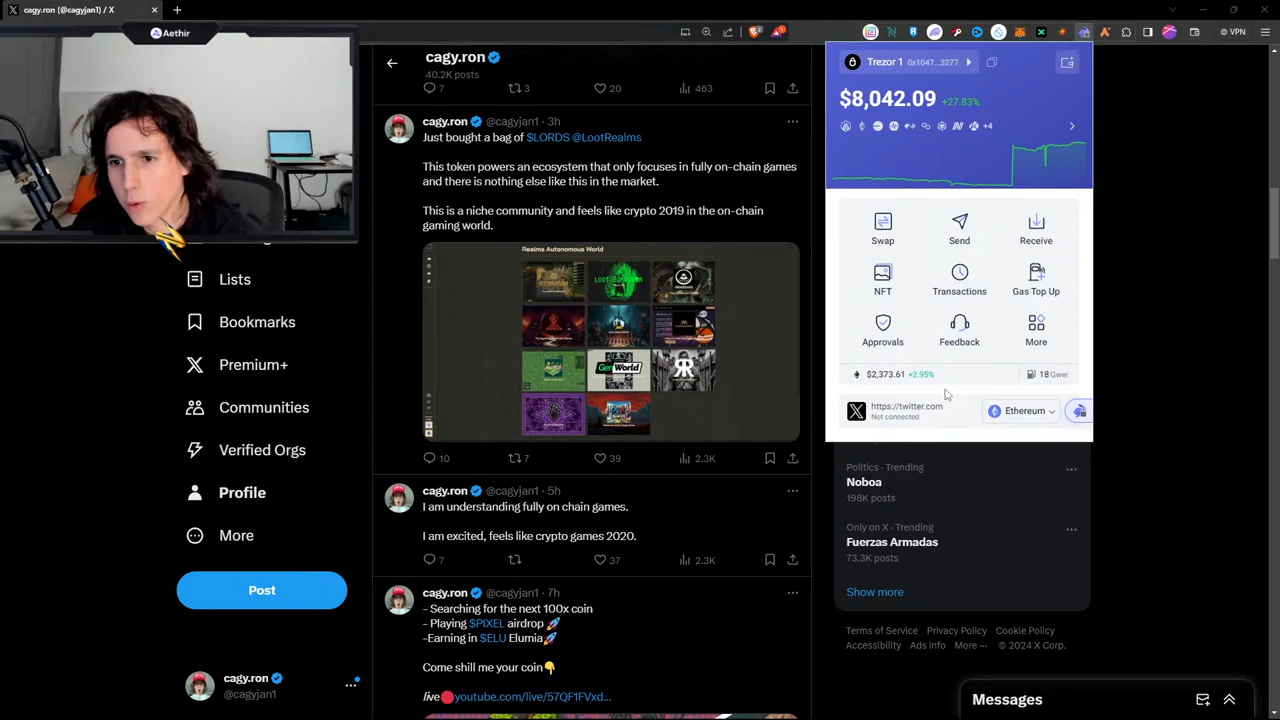 cagy.ron (@cagyjan1) / X
VPN
Aethir
Lists
Bookmarks
Premium+
Communities
Verified Orgs
Profile
More
Post
cagy.ron
@cagyjan1
cagy.ron
40.2K posts
7
3
20
463
cagy.ron @cagyjan1 · 3h
Just bought a bag of $LORDS @LootRealms
This token powers an ecosystem that only focuses in fully on-chain games
and there is nothing else like this in the market.
This is a niche community and feels like crypto 2019 in the on-chain
gaming world.
Realms Autonomous World
10
7
39
2.3K
cagy.ron @cagyjan1 · 5h
I am understanding fully on chain games.
I am excited, feels like crypto games 2020.
7
37
2.3K
cagy.ron @cagyjan1 · 7h
- Searching for the next 100x coin
- Playing $PIXEL airdrop 🚀
-Earning in $ELU Elumia🚀
Come shill me your coin👇
live🔴youtube.com/live/57QF1FVxd...
Trezor 1 0x1047...3277
$8,042.09 +27.83%
+4
Swap
Send
Receive
NFT
Transactions
Gas Top Up
Approvals
Feedback
More
$2,373.61 +2.95%
18 Gwei
https://twitter.com
Not connected
Ethereum
Politics · Trending
Noboa
198K posts
Only on X · Trending
Fuerzas Armadas
73.3K posts
Show more
Terms of Service Privacy Policy Cookie Policy
Accessibility Ads info More ··· © 2024 X Corp.
Messages